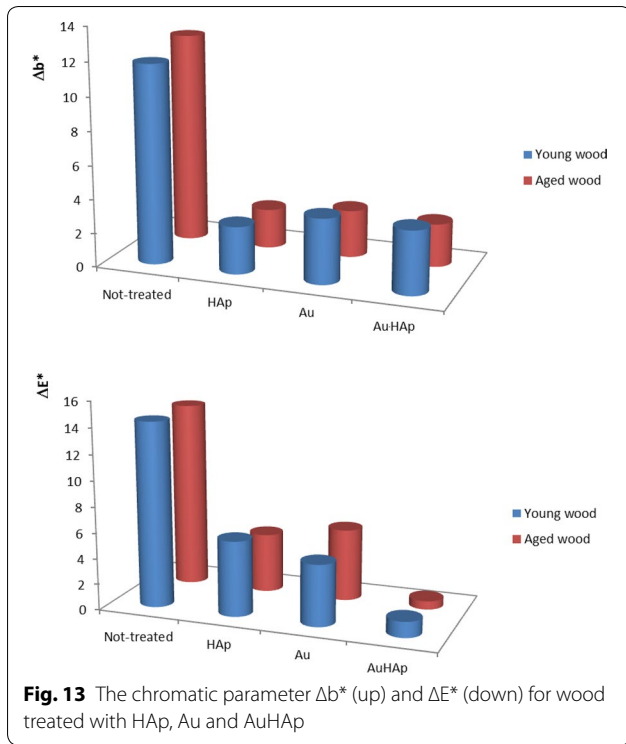 Δb*
14
12
10
8
6
4
2
0
Not-treated
HAp
Au
Au·HAp
Young wood
Aged wood
ΔE*
16
14
12
10
8
6
4
2
0
Not-treated
HAp
Au
AuHAp
Young wood
Aged wood
Fig. 13 The chromatic parameter Δb* (up) and ΔE* (down) for wood
treated with HAp, Au and AuHAp